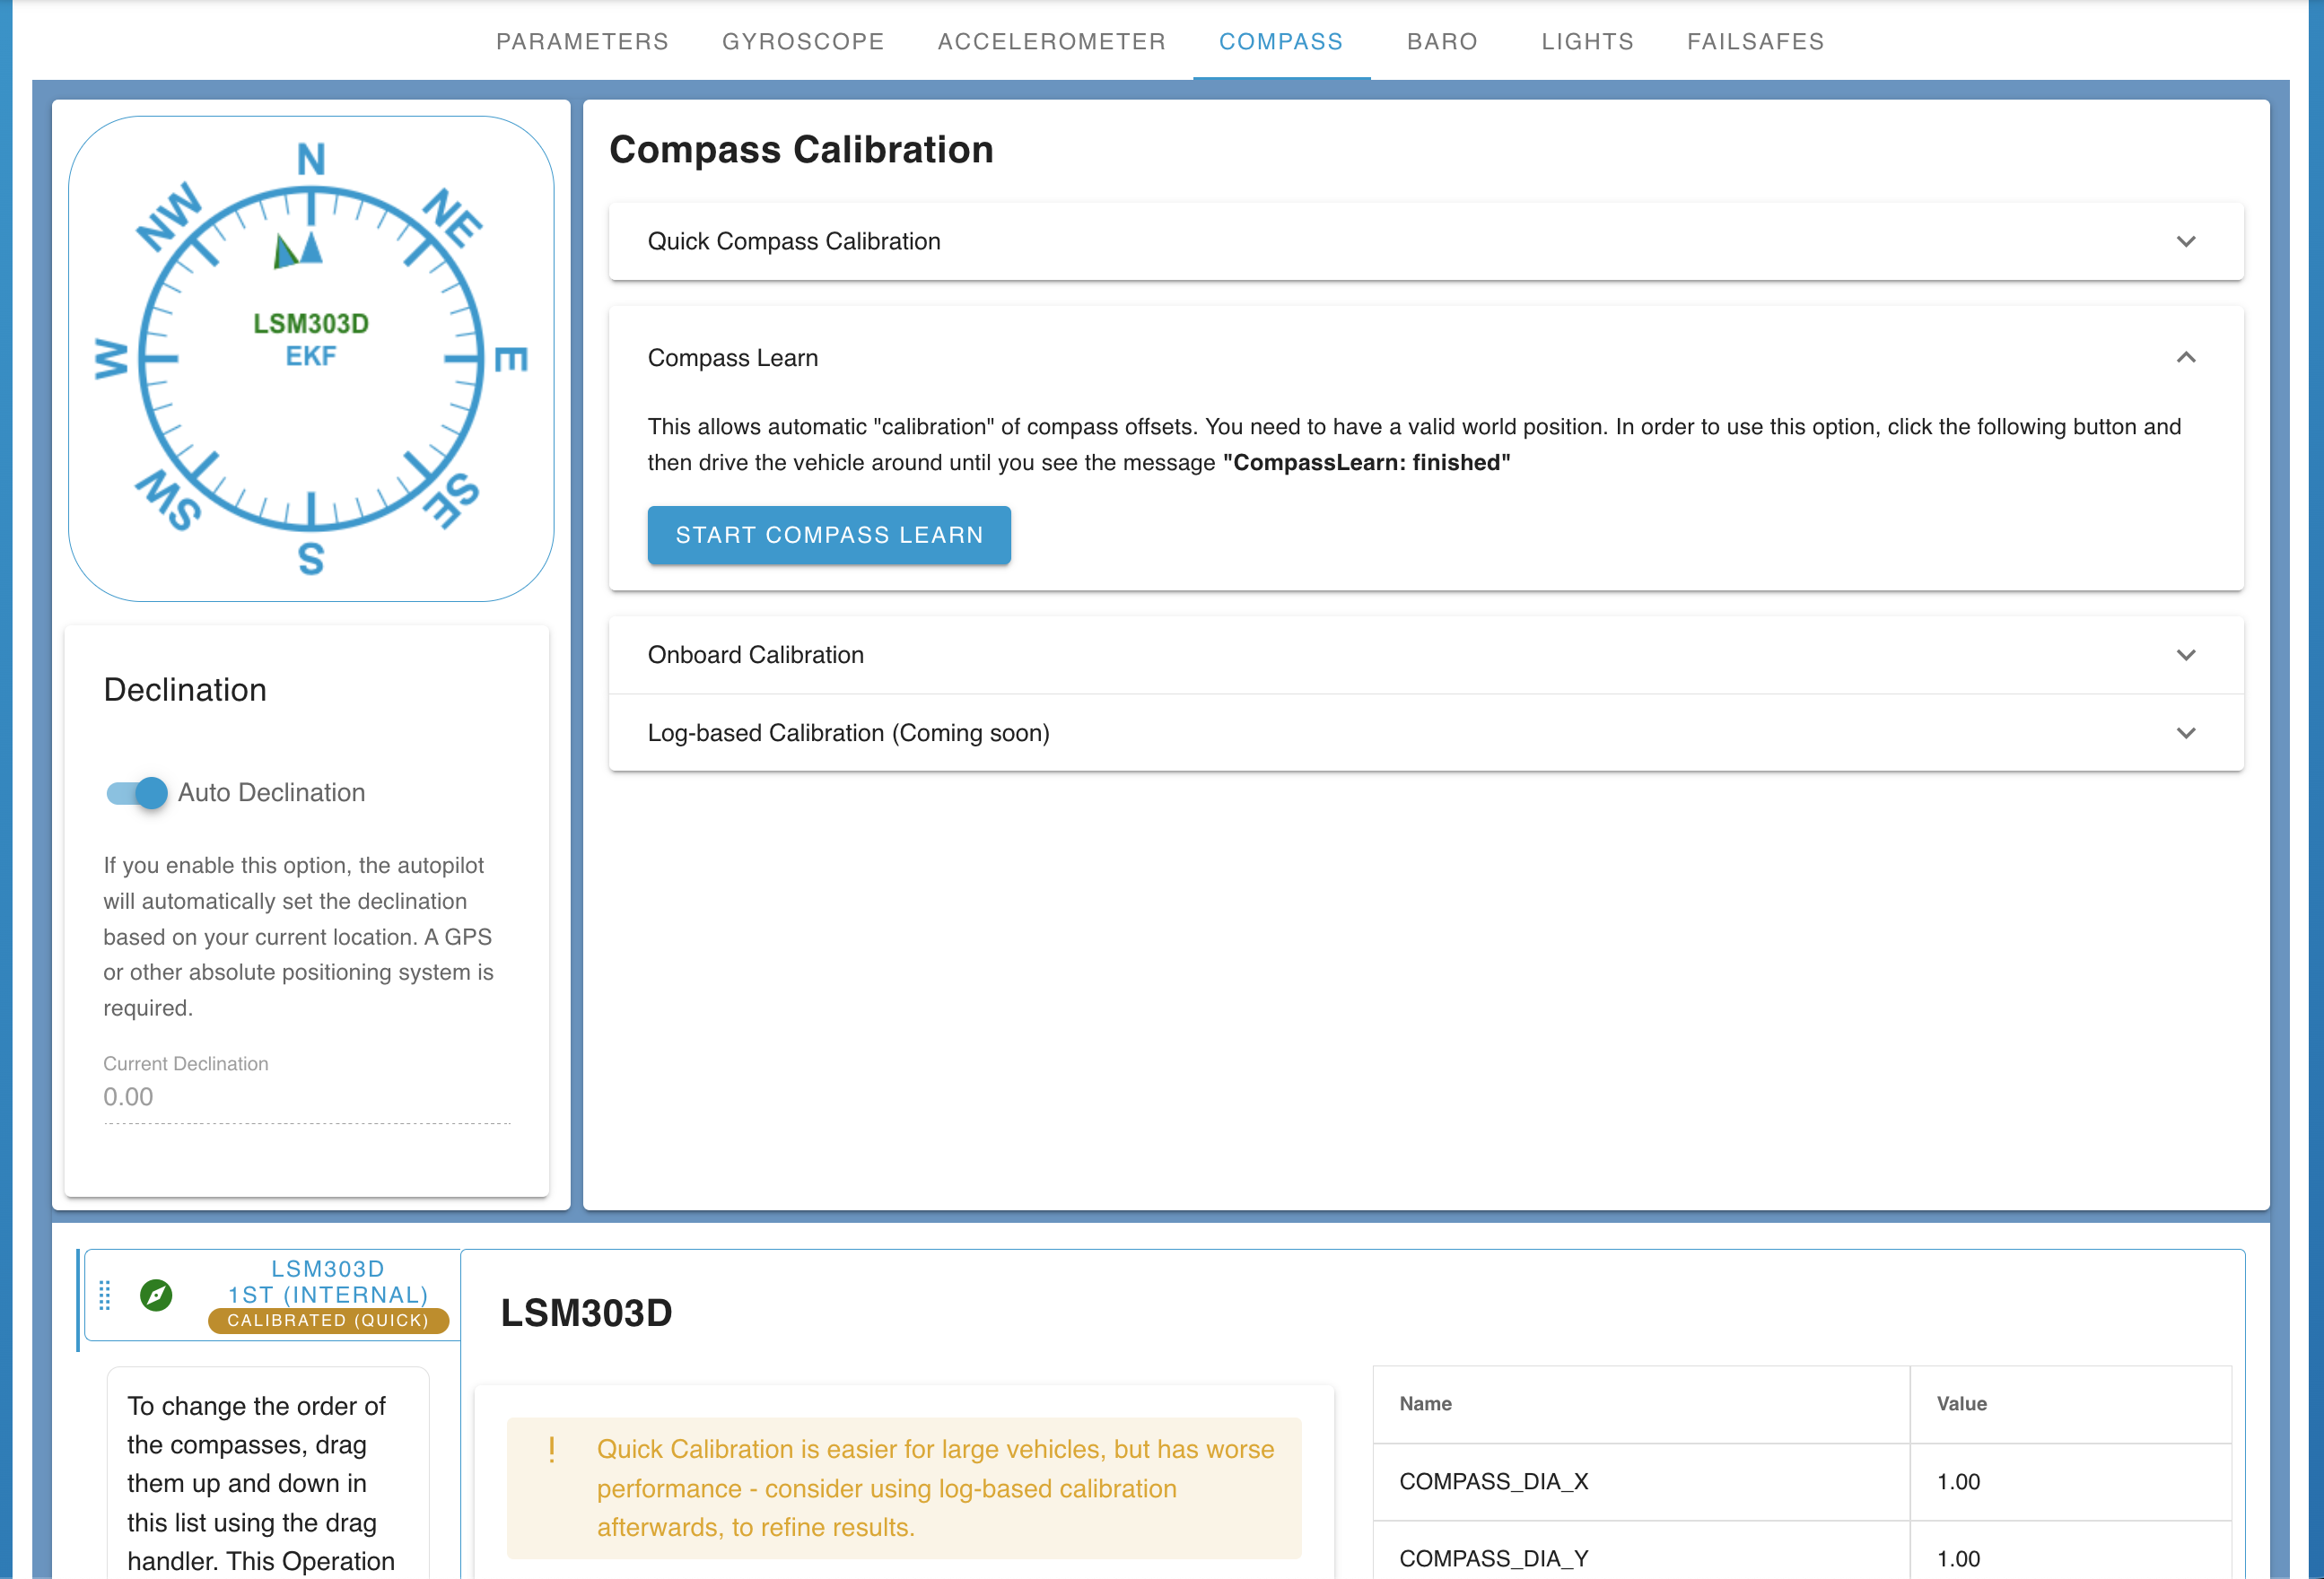 PARAMETERS
GYROSCOPE
ACCELEROMETER
COMPASS
BARO
LIGHTS
FAILSAFES
N
NE
E
SE
S
SW
W
NW
LSM303D
EKF
Declination
Auto Declination
If you enable this option, the autopilot
will automatically set the declination
based on your current location. A GPS
or other absolute positioning system is
required.
Current Declination
0.00
Compass Calibration
Quick Compass Calibration
Compass Learn
This allows automatic "calibration" of compass offsets. You need to have a valid world position. In order to use this option, click the following button and
then drive the vehicle around until you see the message "CompassLearn: finished"
START COMPASS LEARN
Onboard Calibration
Log-based Calibration (Coming soon)
LSM303D
1ST (INTERNAL)
CALIBRATED (QUICK)
To change the order of
the compasses, drag
them up and down in
this list using the drag
handler. This Operation
LSM303D
! Quick Calibration is easier for large vehicles, but has worse
performance - consider using log-based calibration
afterwards, to refine results.
Name Value
COMPASS_DIA_X 1.00
COMPASS_DIA_Y 1.00